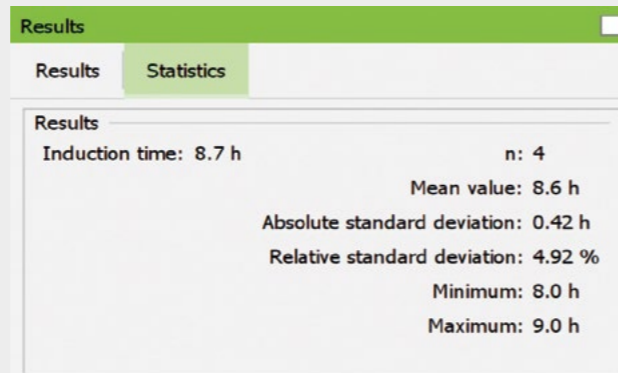 Results
Results Statistics
Results
Induction time: 8.7 h n: 4
Mean value: 8.6 h
Absolute standard deviation: 0.42 h
Relative standard deviation: 4.92 %
Minimum: 8.0 h
Maximum: 9.0 h